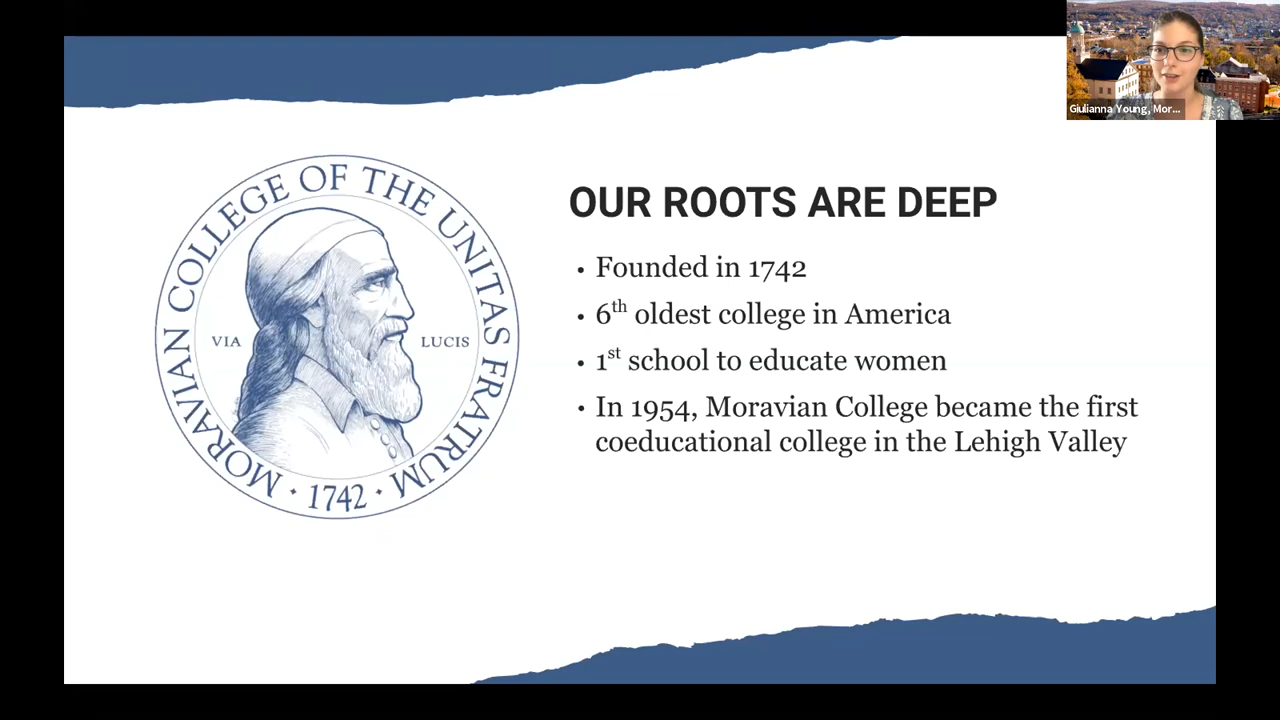 MORAVIAN COLLEGE OF THE UNITAS FRATRUM
VIA LUCIS
· 1742 ·
OUR ROOTS ARE DEEP
• Founded in 1742
• 6th oldest college in America
• 1st school to educate women
• In 1954, Moravian College became the first
coeducational college in the Lehigh Valley
Giulianna Young, Mor...